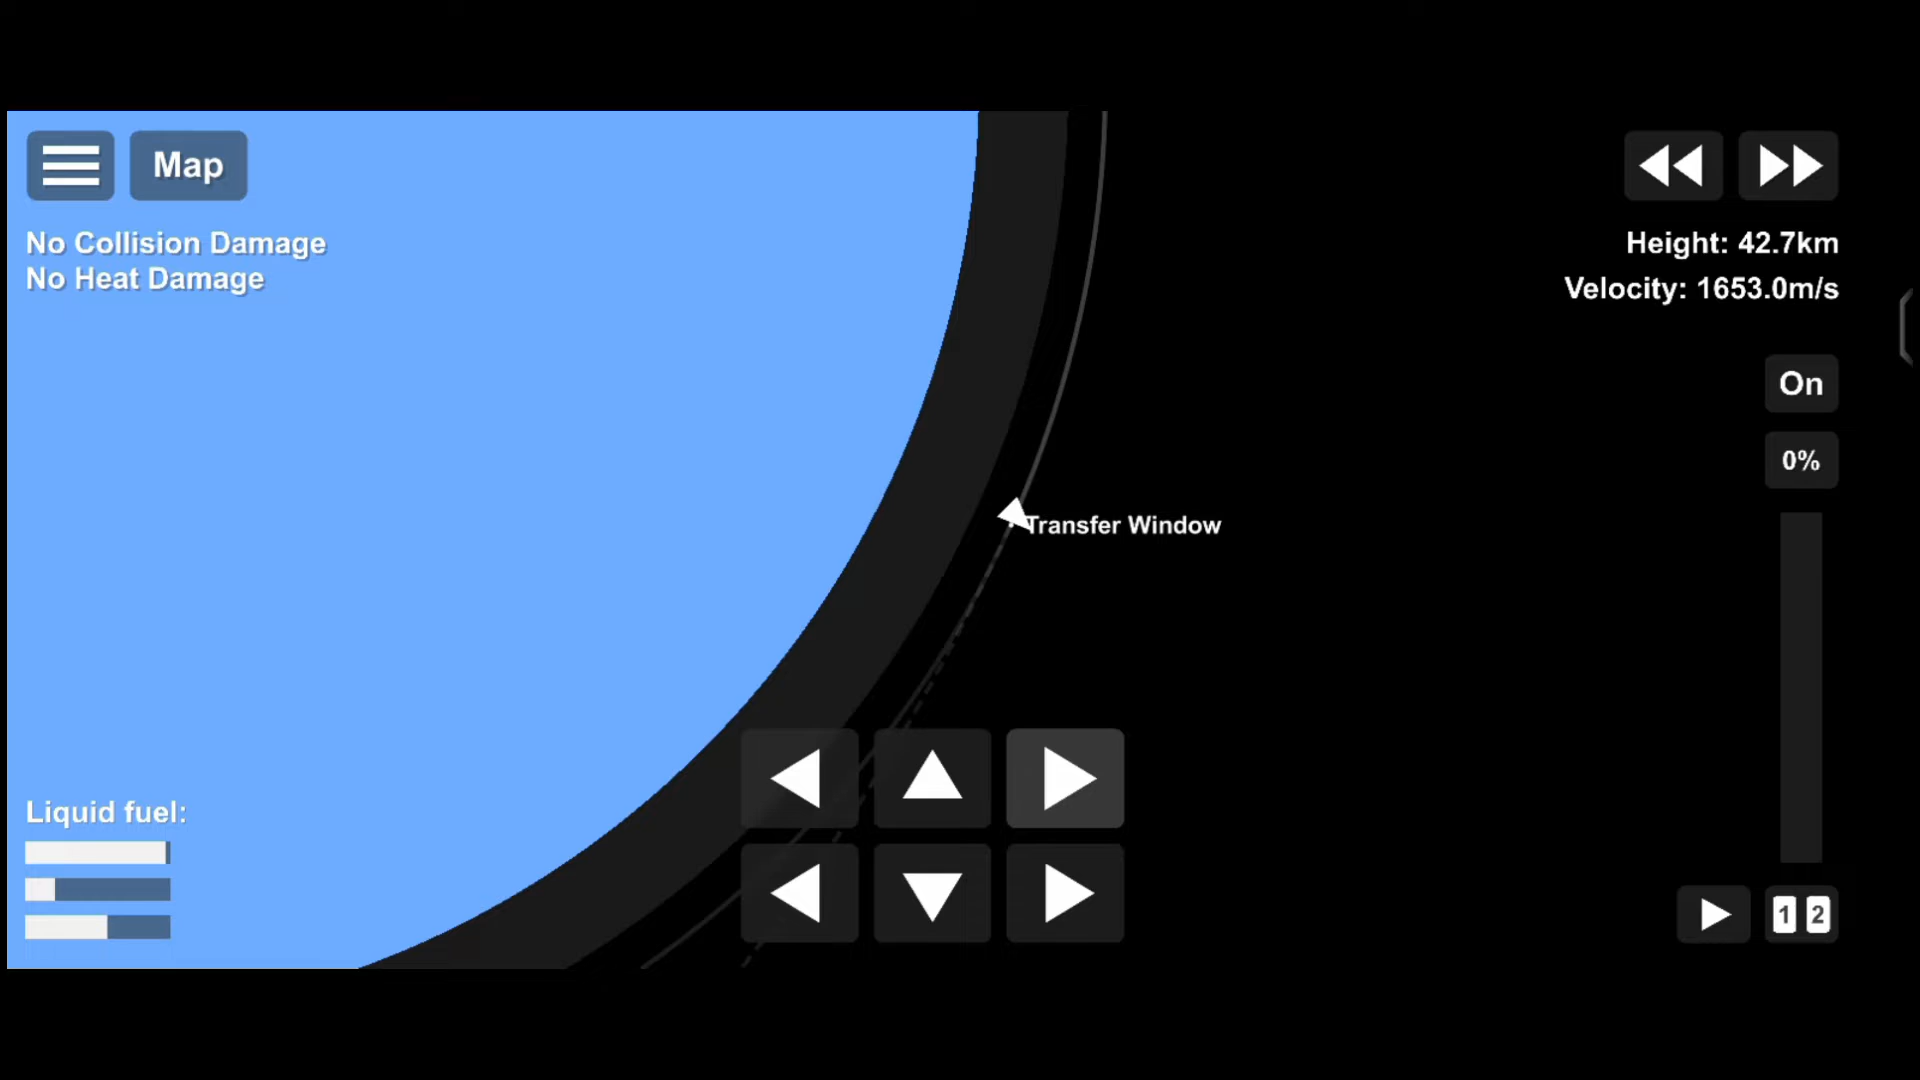 Map
No Collision Damage
No Heat Damage
Height: 42.7km
Velocity: 1653.0m/s
On
0%
Transfer Window
Liquid fuel:
1 2